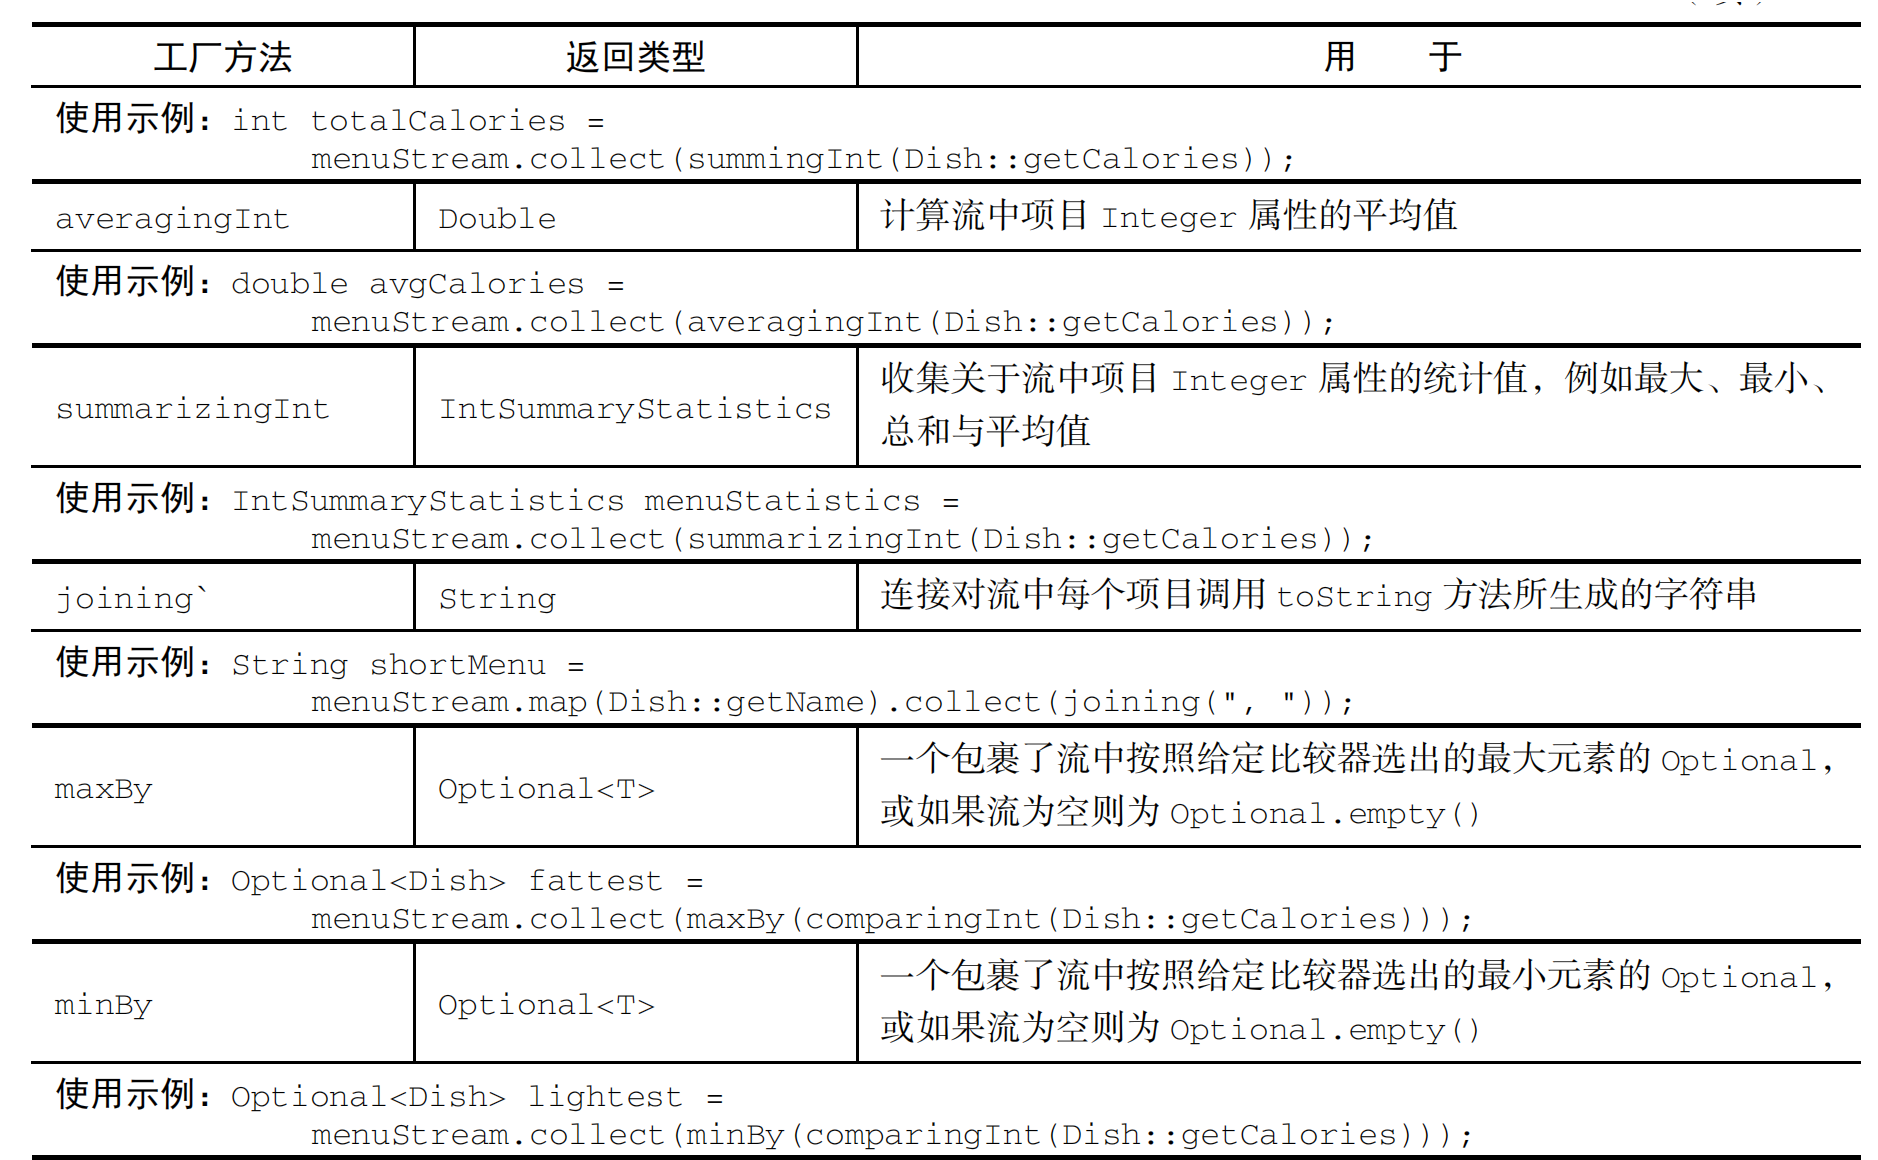 工厂方法 返回类型 用 于
使用示例：int totalCalories =
menuStream.collect(summingInt(Dish::getCalories));
averagingInt Double 计算流中项目 Integer 属性的平均值
使用示例：double avgCalories =
menuStream.collect(averagingInt(Dish::getCalories));
summarizingInt IntSummaryStatistics 收集关于流中项目 Integer 属性的统计值，例如最大、最小、
总和与平均值
使用示例：IntSummaryStatistics menuStatistics =
menuStream.collect(summarizingInt(Dish::getCalories));
joining` String 连接对流中每个项目调用 toString 方法所生成的字符串
使用示例：String shortMenu =
menuStream.map(Dish::getName).collect(joining(", "));
maxBy Optional<T> 一个包裹了流中按照给定比较器选出的最大元素的 Optional，
或如果流为空则为 Optional.empty()
使用示例：Optional<Dish> fattest =
menuStream.collect(maxBy(comparingInt(Dish::getCalories)));
minBy Optional<T> 一个包裹了流中按照给定比较器选出的最小元素的 Optional，
或如果流为空则为 Optional.empty()
使用示例：Optional<Dish> lightest =
menuStream.collect(minBy(comparingInt(Dish::getCalories)));